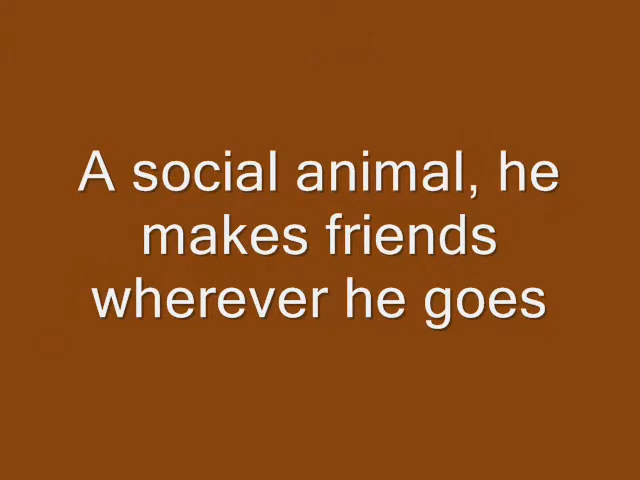 A social animal, he
makes friends
wherever he goes